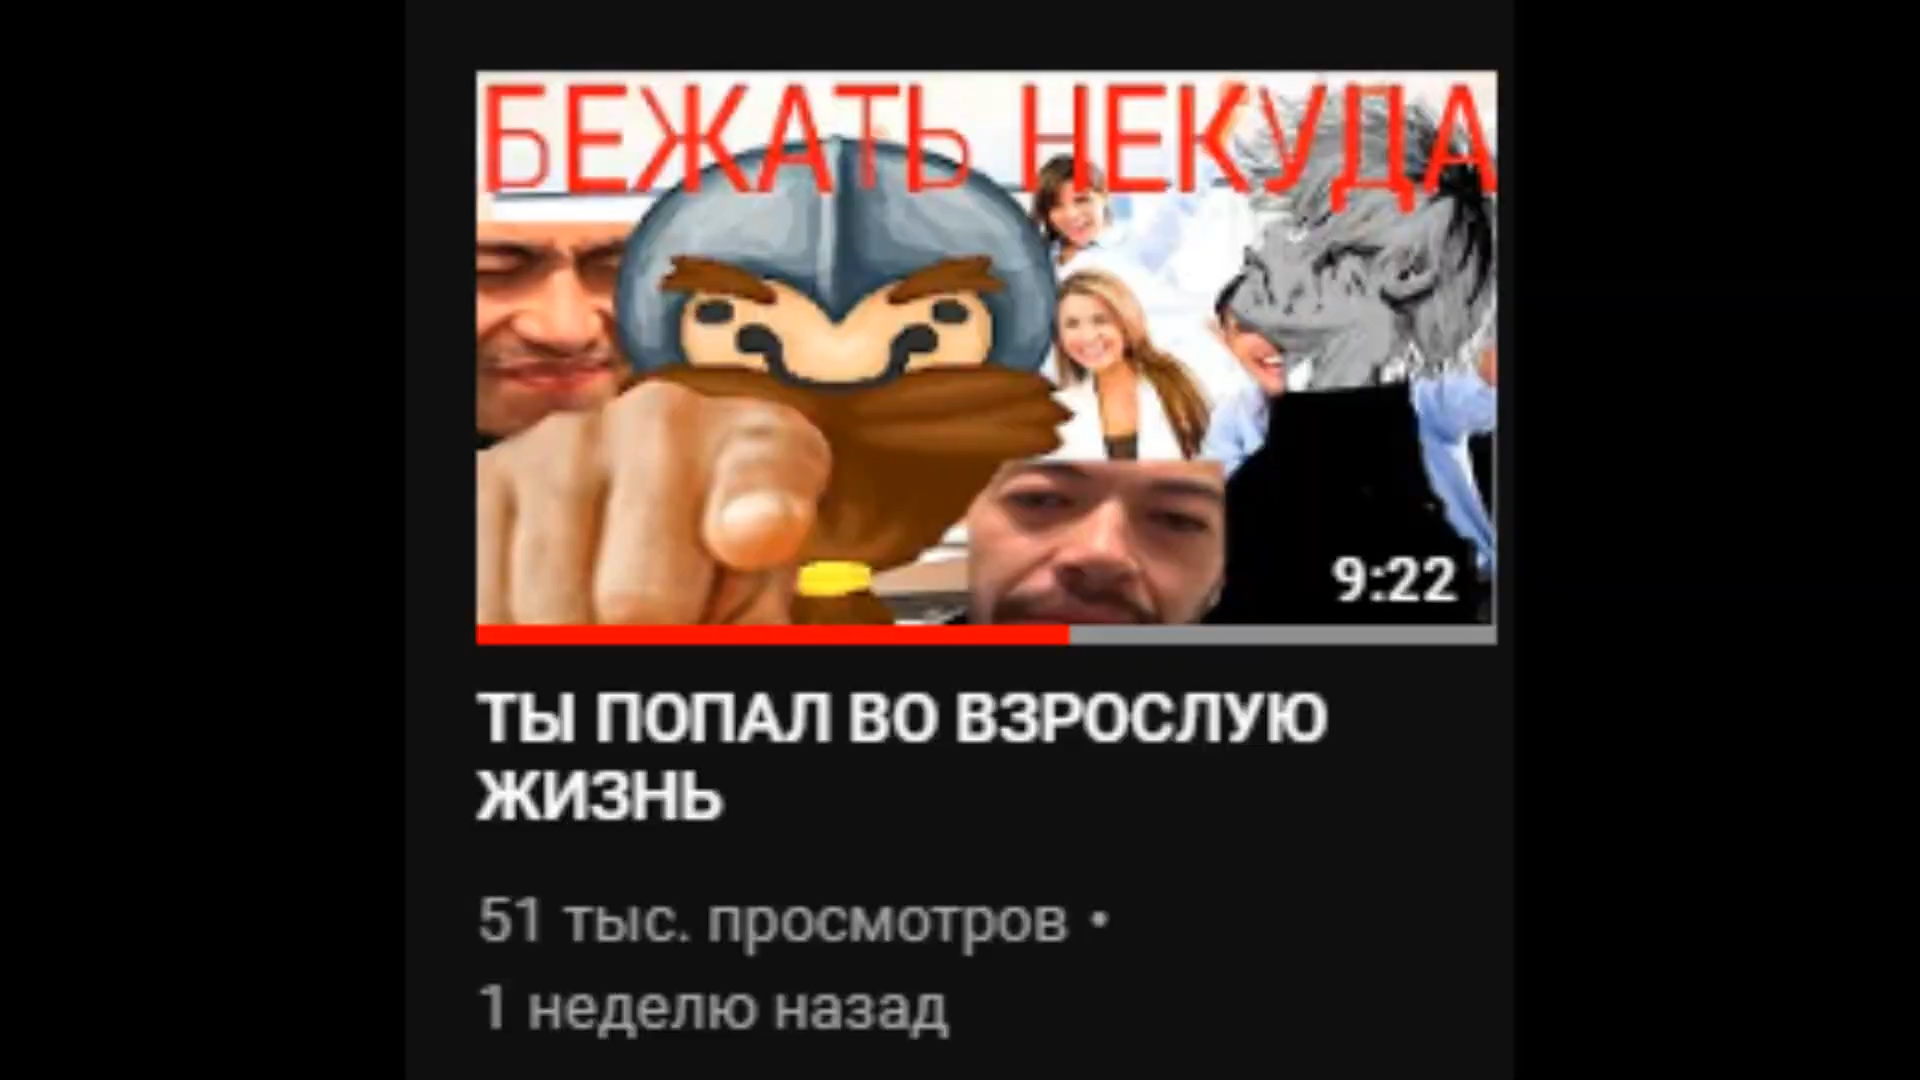 БЕЖАТЬ НЕКУДА
9:22
ТЫ ПОПАЛ ВО ВЗРОСЛУЮ
ЖИЗНЬ
51 тыс. просмотров •
1 неделю назад